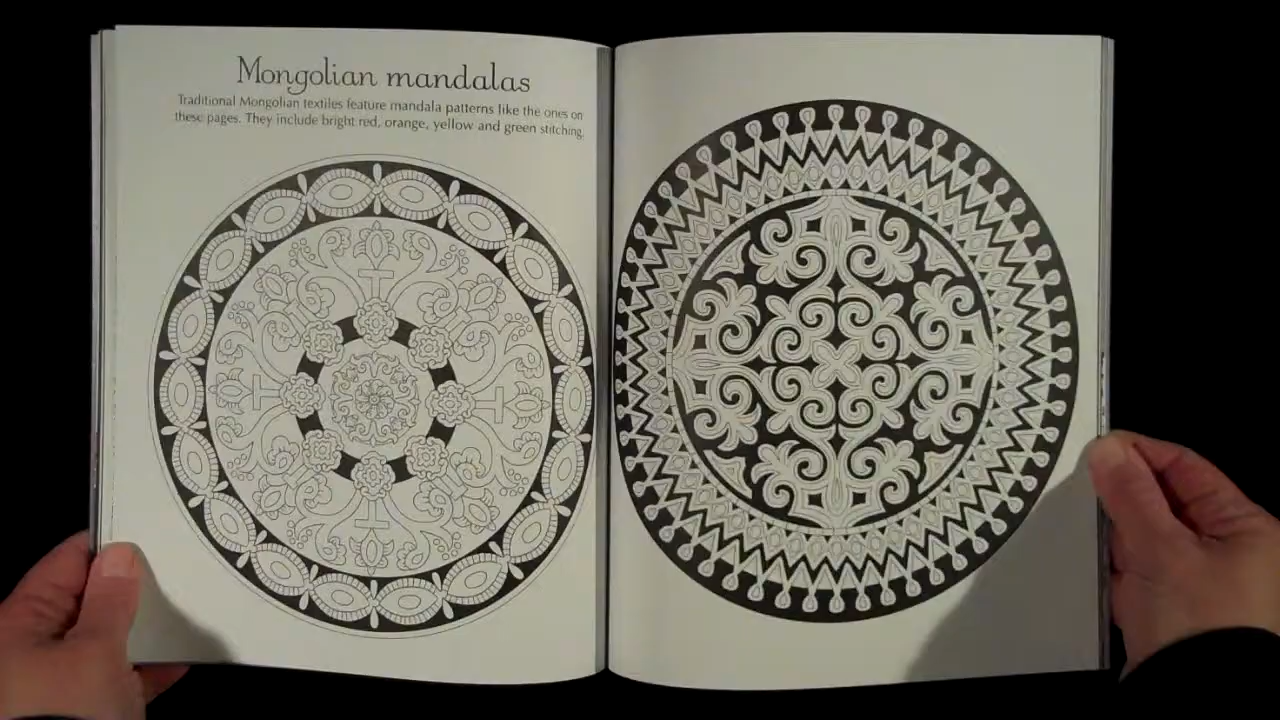 Mongolian mandalas
Traditional Mongolian textiles feature mandala patterns like the ones on
these pages. They include bright red, orange, yellow and green stitching.